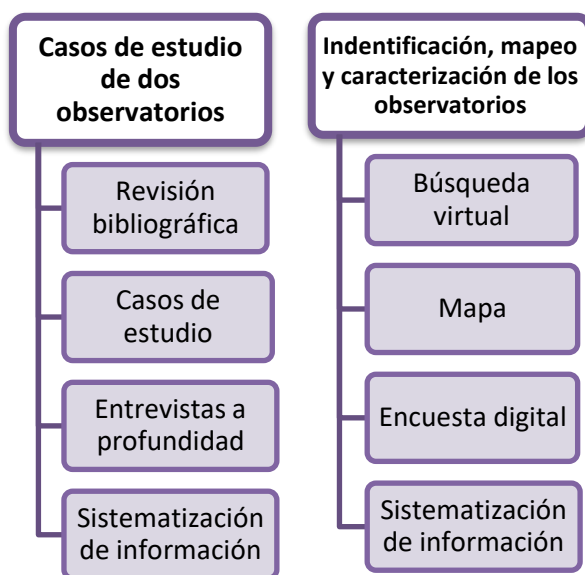 Casos de estudio
de dos
observatorios
Revisión
bibliográfica
Casos de
estudio
Entrevistas a
profundidad
Sistematización
de información
Indentificación, mapeo
y caracterización de los
observatorios
Búsqueda
virtual
Mapa
Encuesta digital
Sistematización
de información